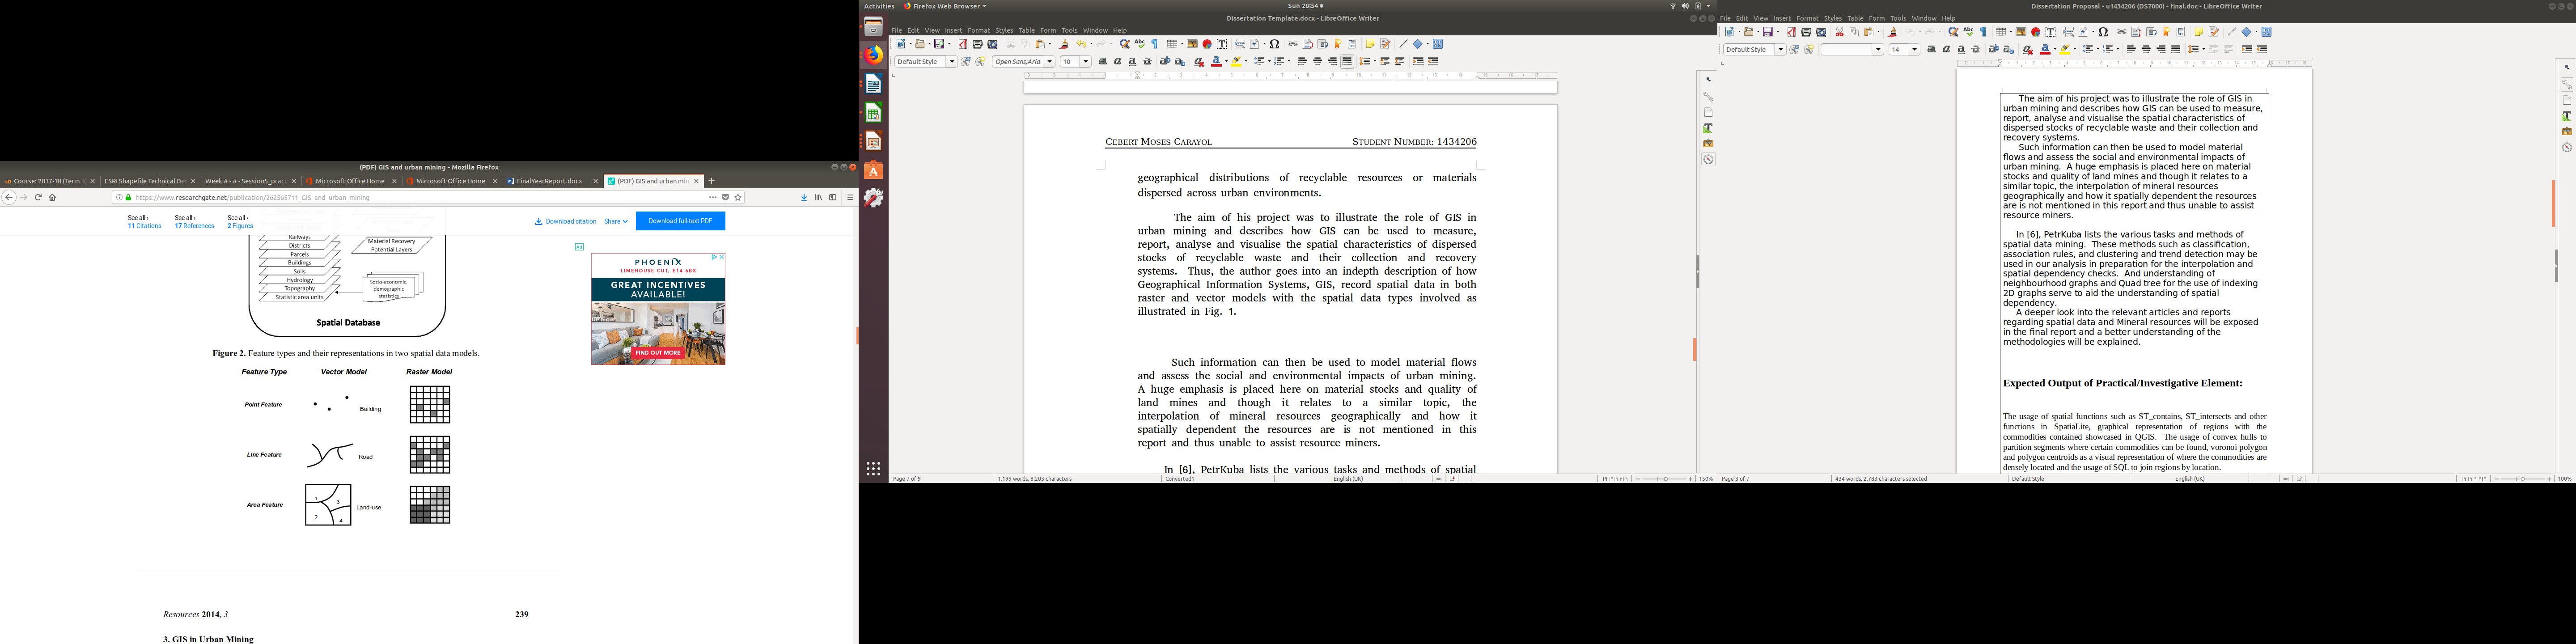 (PDF) GIS and urban mining - Mozilla Firefox
Course: 2017-18 (Term
ESRI Shapefile Technical De
Week # - # - Session5_pract
Microsoft Office Home
Microsoft Office Home
FinalYearReport.docx
(PDF) GIS and urban min
https://www.researchgate.net/publication/262565711_GIS_and_urban_mining
See all ›
11 Citations
See all ›
17 References
See all ›
2 Figures
Download citation
Share
Download full-text PDF
Railways
Districts
Parcels
Buildings
Soils
Hydrology
Topography
Statistic area units
Material Recovery
Potential Layers
Socio-economic,
demographic
statistics
Spatial Database
Ad
PHOENIX
LIMEHOUSE CUT, E14 6BX
GREAT INCENTIVES
AVAILABLE!
FIND OUT MORE
Figure 2. Feature types and their representations in two spatial data models.
Feature Type Vector Model Raster Model
Point Feature
Building
Line Feature
Road
Area Feature
1
3
2
4
Land-use
Resources 2014, 3
239
3. GIS in Urban Mining
Activities
Firefox Web Browser
Sun 20:54
Dissertation Template.docx - LibreOffice Writer
File Edit View Insert Format Styles Table Form Tools Window Help
Default Style
Open Sans;Aria
10
CEBERT MOSES CARAYOL STUDENT NUMBER: 1434206
geographical distributions of recyclable resources or materials
dispersed across urban environments.
The aim of his project was to illustrate the role of GIS in
urban mining and describes how GIS can be used to measure,
report, analyse and visualise the spatial characteristics of dispersed
stocks of recyclable waste and their collection and recovery
systems. Thus, the author goes into an indepth description of how
Geographical Information Systems, GIS, record spatial data in both
raster and vector models with the spatial data types involved as
illustrated in Fig. 1.
Such information can then be used to model material flows
and assess the social and environmental impacts of urban mining.
A huge emphasis is placed here on material stocks and quality of
land mines and though it relates to a similar topic, the
interpolation of mineral resources geographically and how it
spatially dependent the resources are is not mentioned in this
report and thus unable to assist resource miners.
In [6], PetrKuba lists the various tasks and methods of spatial
Page 7 of 9
1,199 words, 8,203 characters
Converted1
English (UK)
150%
Dissertation Proposal - u1434206 (DS7000) - final.doc - LibreOffice Writer
File Edit View Insert Format Styles Table Form Tools Window Help
Default Style
14
The aim of his project was to illustrate the role of GIS in
urban mining and describes how GIS can be used to measure,
report, analyse and visualise the spatial characteristics of
dispersed stocks of recyclable waste and their collection and
recovery systems.
Such information can then be used to model material
flows and assess the social and environmental impacts of
urban mining. A huge emphasis is placed here on material
stocks and quality of land mines and though it relates to a
similar topic, the interpolation of mineral resources
geographically and how it spatially dependent the resources
are is not mentioned in this report and thus unable to assist
resource miners.
In [6], PetrKuba lists the various tasks and methods of
spatial data mining. These methods such as classification,
association rules, and clustering and trend detection may be
used in our analysis in preparation for the interpolation and
spatial dependency checks. And understanding of
neighbourhood graphs and Quad tree for the use of indexing
2D graphs serve to aid the understanding of spatial
dependency.
A deeper look into the relevant articles and reports
regarding spatial data and Mineral resources will be exposed
in the final report and a better understanding of the
methodologies will be explained.
Expected Output of Practical/Investigative Element:
The usage of spatial functions such as ST_contains, ST_intersects and other
functions in SpatiaLite, graphical representation of regions with the
commodities contained showcased in QGIS. The usage of convex hulls to
partition segments where certain commodities can be found, voronoi polygon
and polygon centroids as a visual representation of where the commodities are
densely located and the usage of SQL to join regions by location.
Page 5 of 7
434 words, 2,783 characters selected
Default Style
English (UK)
100%